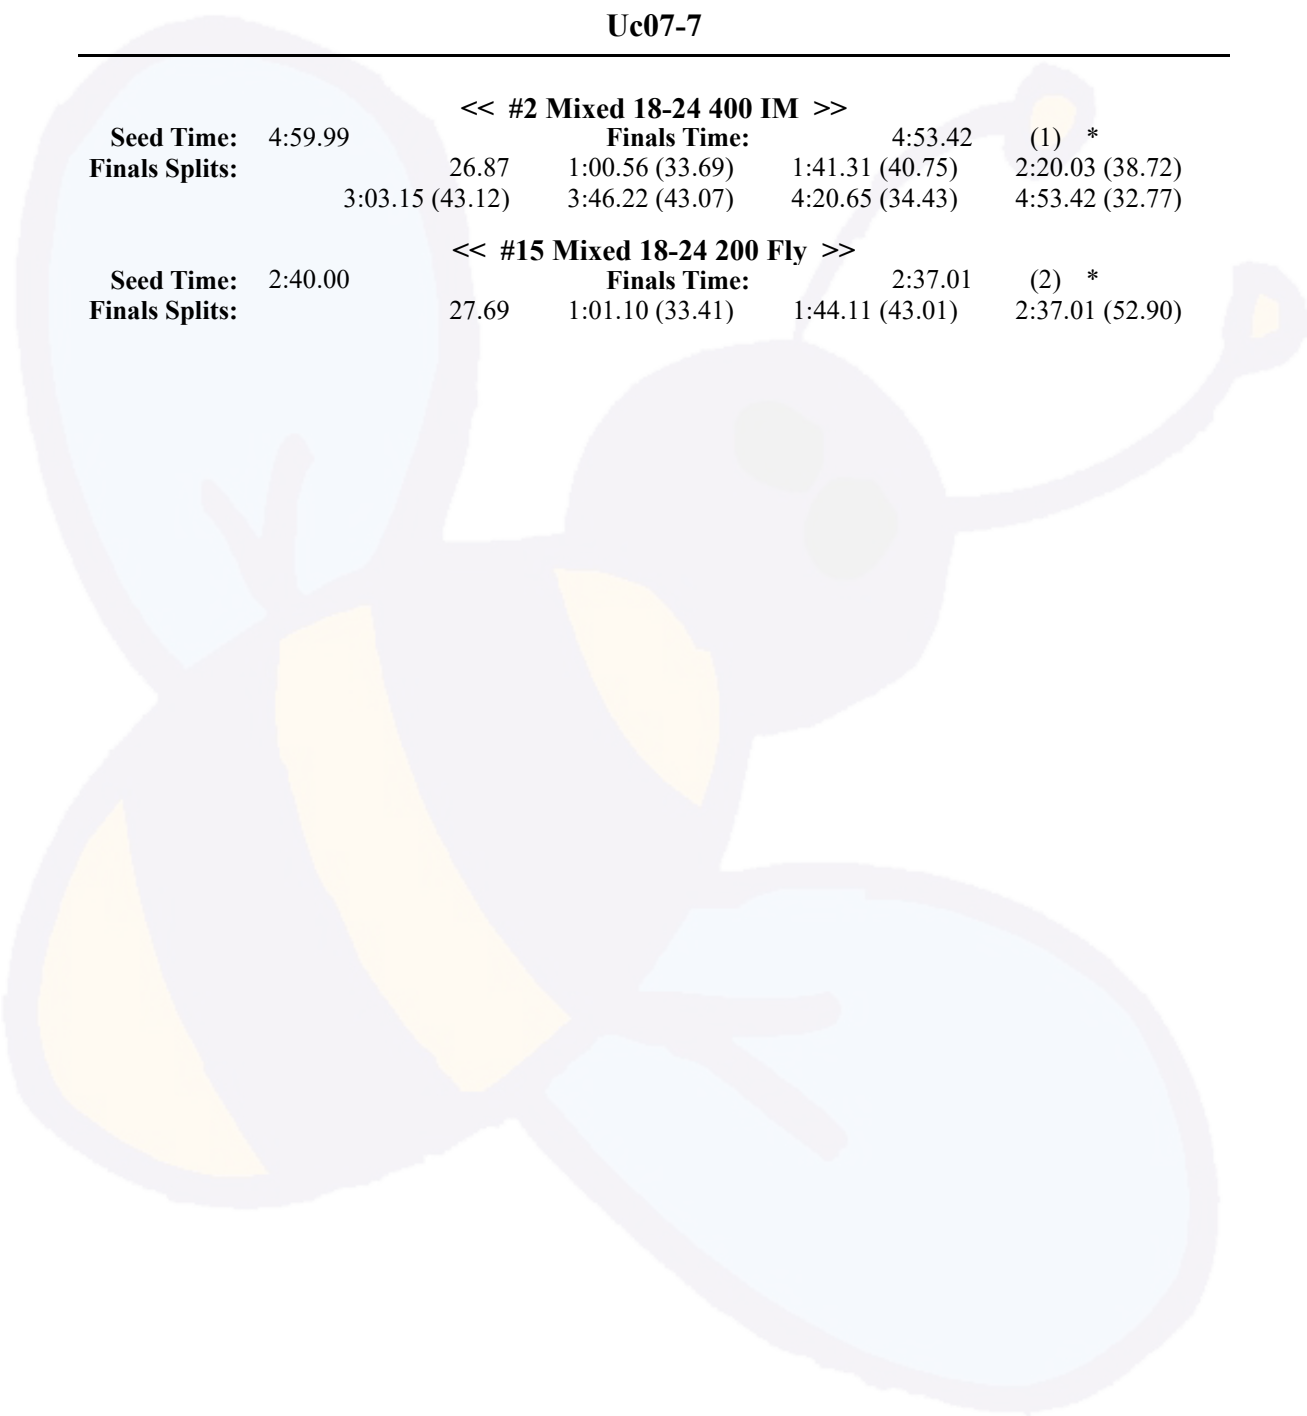 Uc07-7
<< #2 Mixed 18-24 400 IM >>
Seed Time: 4:59.99 Finals Time: 4:53.42 (1) *
Finals Splits: 26.87 1:00.56 (33.69) 1:41.31 (40.75) 2:20.03 (38.72)
3:03.15 (43.12) 3:46.22 (43.07) 4:20.65 (34.43) 4:53.42 (32.77)
<< #15 Mixed 18-24 200 Fly >>
Seed Time: 2:40.00 Finals Time: 2:37.01 (2) *
Finals Splits: 27.69 1:01.10 (33.41) 1:44.11 (43.01) 2:37.01 (52.90)